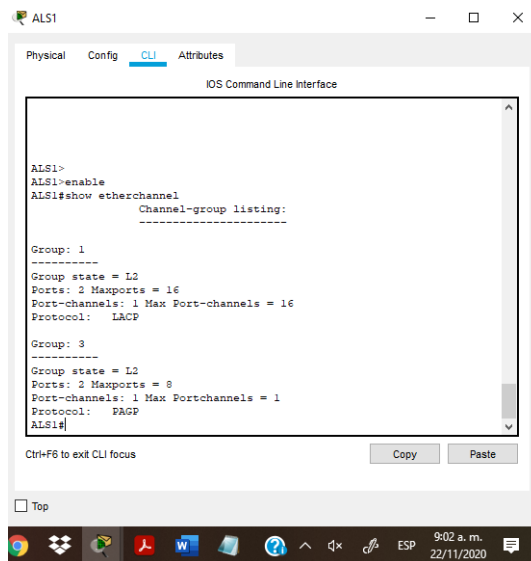 ALS1
Physical Config CLI Attributes
IOS Command Line Interface
ALS1>
ALS1>enable
ALS1#show etherchannel
Channel-group listing:
----------------------
Group: 1
----------
Group state = L2
Ports: 2 Maxports = 16
Port-channels: 1 Max Port-channels = 16
Protocol:   LACP
Group: 3
----------
Group state = L2
Ports: 2 Maxports = 8
Port-channels: 1 Max Portchannels = 1
Protocol:   PAGP
ALS1#
Ctrl+F6 to exit CLI focus
Copy Paste
Top
ESP 9:02 a. m.
22/11/2020